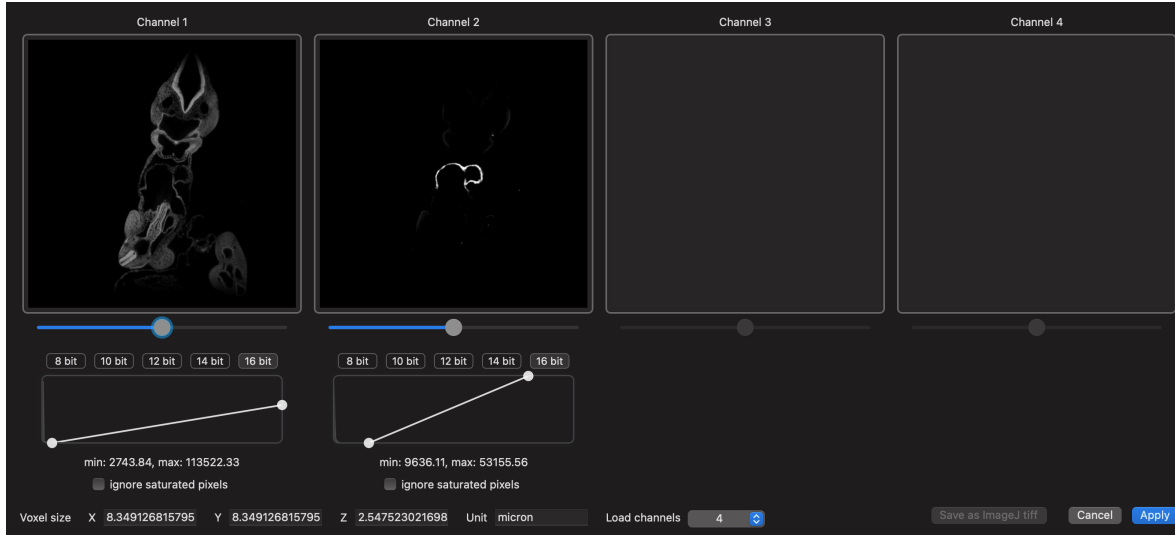 Channel 1 Channel 2 Channel 3 Channel 4
8 bit 10 bit 12 bit 14 bit 16 bit 8 bit 10 bit 12 bit 14 bit 16 bit
min: 2743.84, max: 113522.33 min: 9636.11, max: 53155.56
ignore saturated pixels ignore saturated pixels
Voxel size X 8.349126815795 Y 8.349126815795 Z 2.547523021698 Unit micron Load channels 4 Save as ImageJ tiff Cancel Apply